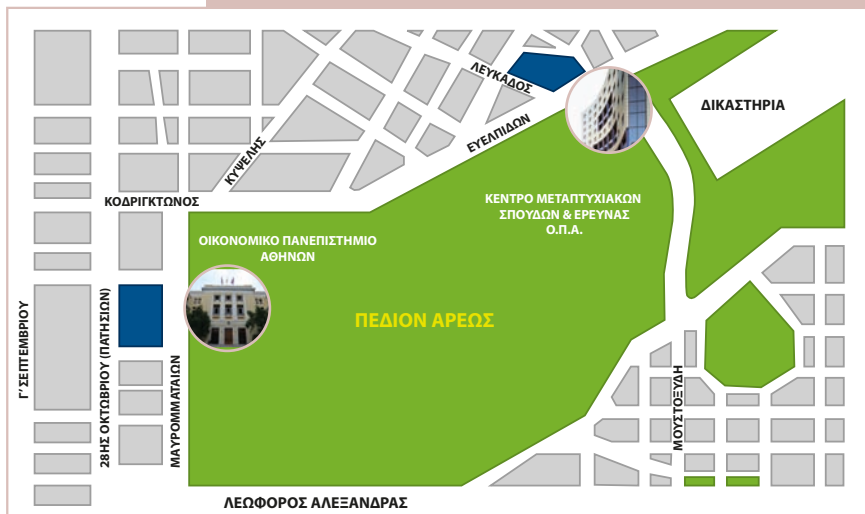 ΛΕΥΚΑΔΟΣ
ΔΙΚΑΣΤΗΡΙΑ
ΕΥΕΛΠΙΔΩΝ
ΚΥΨΕΛΗΣ
ΚΟΔΡΙΓΚΤΩΝΟΣ
ΚΕΝΤΡΟ ΜΕΤΑΠΤΥΧΙΑΚΩΝ
ΣΠΟΥΔΩΝ & ΕΡΕΥΝΑΣ
Ο.Π.Α.
ΟΙΚΟΝΟΜΙΚΟ ΠΑΝΕΠΙΣΤΗΜΙΟ
ΑΘΗΝΩΝ
ΠΕΔΙΟΝ ΑΡΕΩΣ
Γ' ΣΕΠΤΕΜΒΡΙΟΥ
28ΗΣ ΟΚΤΩΒΡΙΟΥ (ΠΑΤΗΣΙΩΝ)
ΜΑΥΡΟΜΜΑΤΑΙΩΝ
ΜΟΥΣΤΟΞΥΔΗ
ΛΕΩΦΟΡΟΣ ΑΛΕΞΑΝΔΡΑΣ